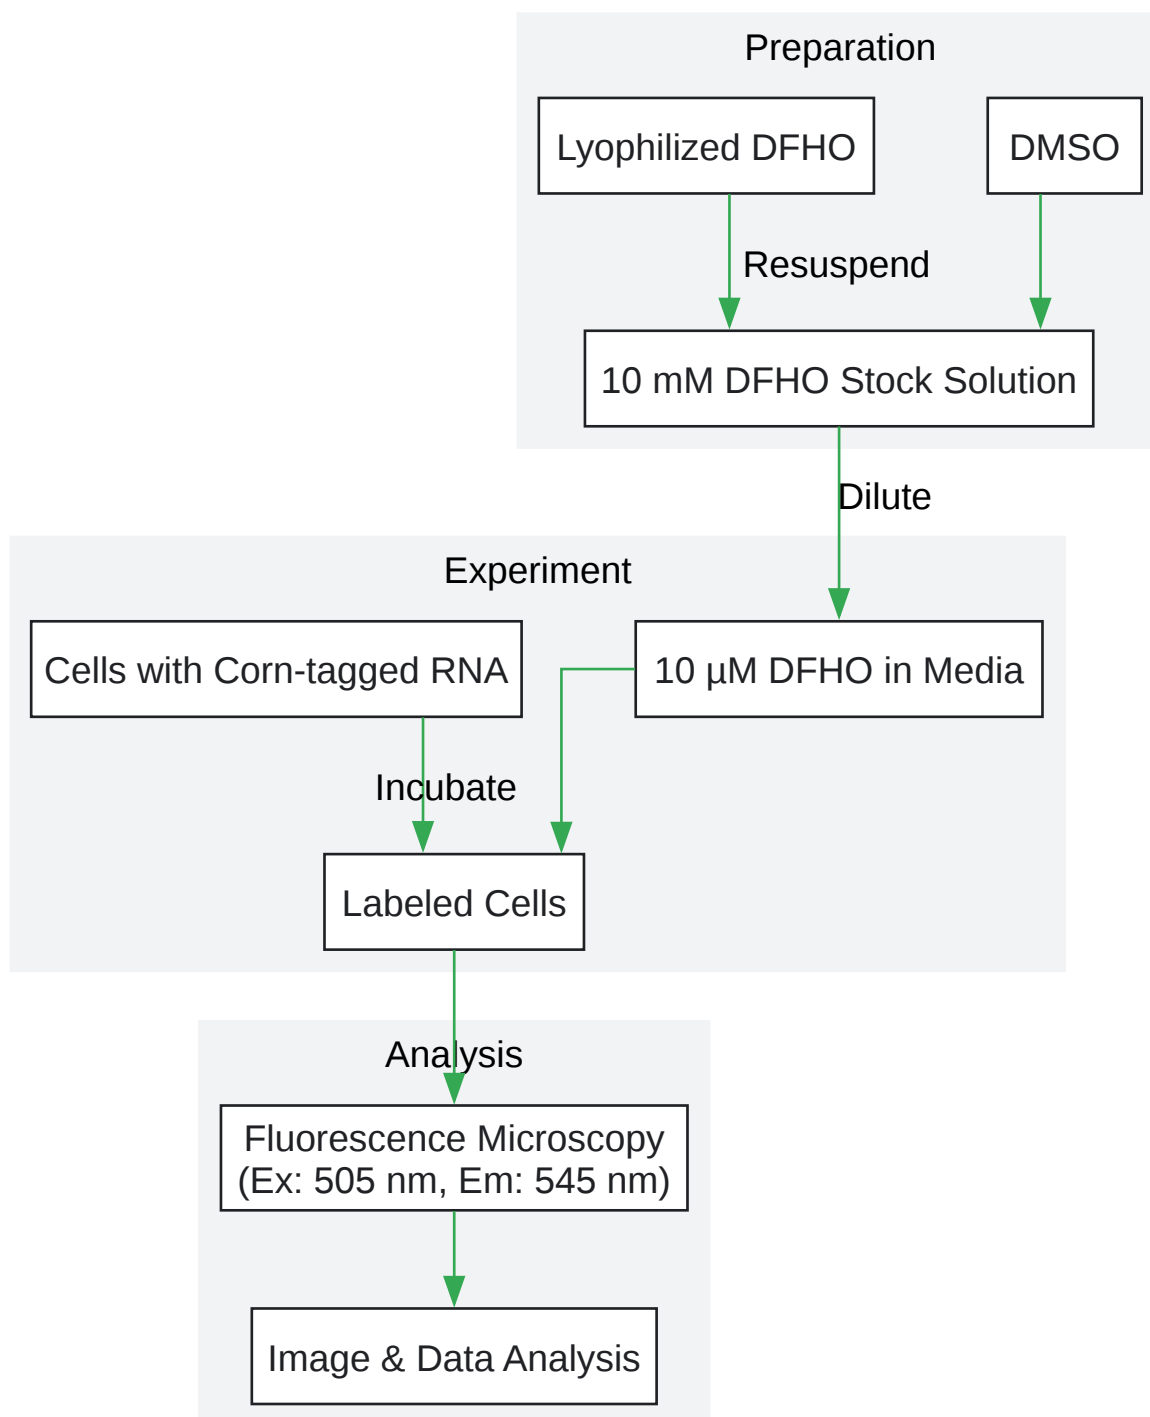 Preparation
Lyophilized DFHO
DMSO
Resuspend
10 mM DFHO Stock Solution
Dilute
Experiment
Cells with Corn-tagged RNA
10 µM DFHO in Media
Incubate
Labeled Cells
Analysis
Fluorescence Microscopy
(Ex: 505 nm, Em: 545 nm)
Image & Data Analysis